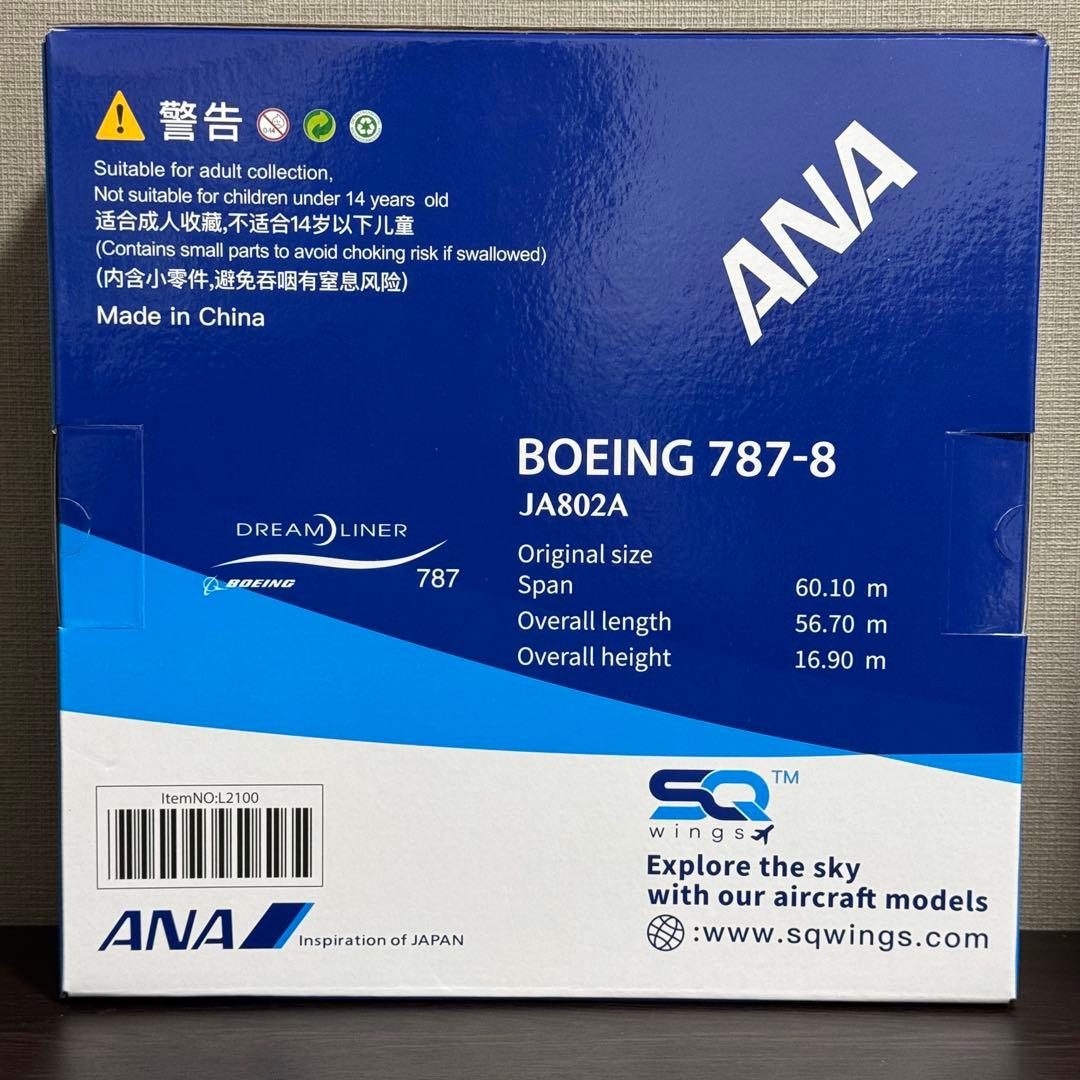 警告
0-14
Suitable for adult collection,
Not suitable for children under 14 years old
适合成人收藏,不适合14岁以下儿童
(Contains small parts to avoid choking risk if swallowed)
(内含小零件,避免吞咽有窒息风险)
Made in China
ANA
BOEING 787-8
JA802A
Original size
Span 60.10 m
Overall length 56.70 m
Overall height 16.90 m
DREAMLINER
BOEING 787
ItemNO:L2100
ANA Inspiration of JAPAN
SQ TM
wings
Explore the sky
with our aircraft models
:www.sqwings.com